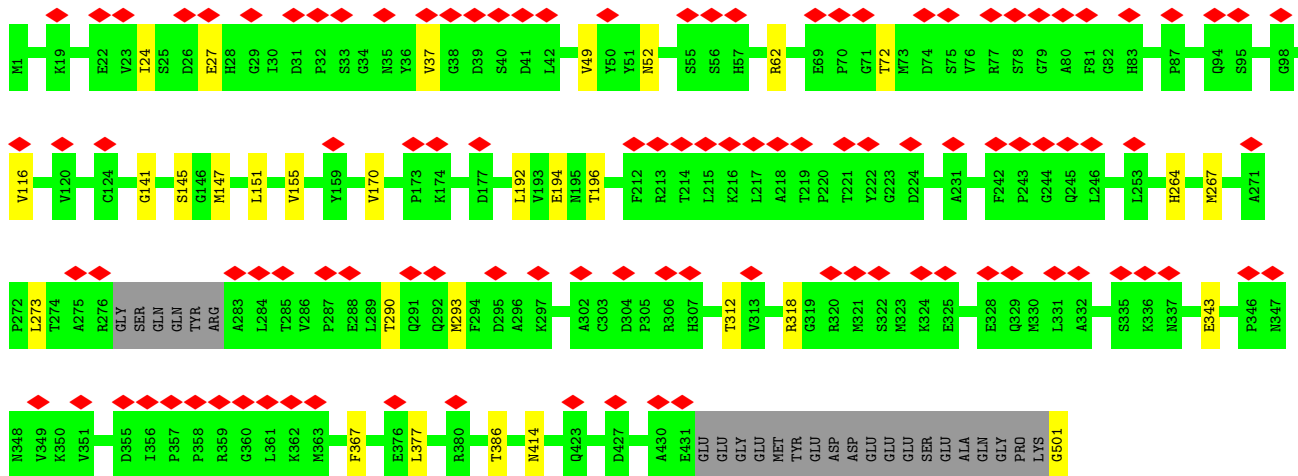 M1 K19 E22 V23 I24 S25 D26 E27 H28 G29 I30 D31 P32 S33 G34 N35 Y36 V37 G38 D39 S40 D41 L42 V49 Y50 Y51 N52 S55 S56 H57 R62 E69 P70 G71 T72 M73 D74 S75 V76 R77 S78 G79 A80 F81 G82 H83 P87 Q94 S95 G98
V116 V120 C124 G141 S145 G146 M147 L151 V155 Y159 V170 P173 K174 D177 L192 V193 E194 N195 T196 F212 R213 T214 L215 K216 L217 A218 T219 P220 T221 Y222 G223 D224 A231 F242 P243 G244 Q245 L246 L253 H264 M267 A271
P272 L273 T274 A275 R276 GLY SER GLN GLN TYR ARG A283 L284 T285 V286 P287 E288 L289 T290 Q291 Q292 M293 F294 D295 A296 K297 A302 C303 D304 P305 R306 H307 T312 V313 R318 G319 R320 M321 S322 M323 K324 E325 E328 Q329 M330 L331 A332 S335 K336 N337 E343 P346 N347
N348 V349 K350 V351 D355 I356 P357 P358 R359 G360 L361 K362 M363 F367 E376 L377 R380 T386 N414 Q423 D427 A430 E431 GLU GLU GLY GLU MET TYR GLU ASP ASP GLU GLU GLU SER GLU ALA GLN GLY PRO LYS G501